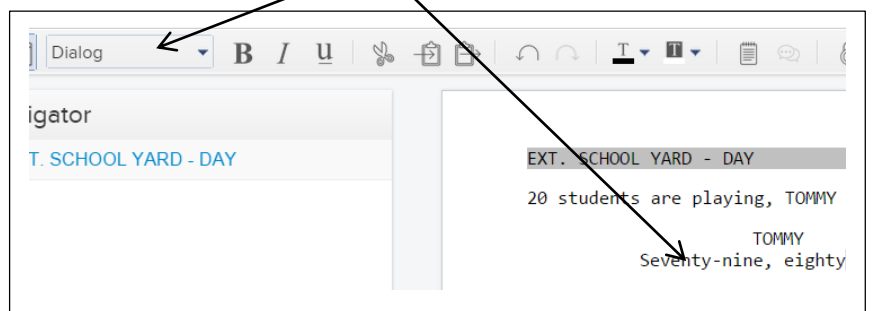 Dialog B I u T T
igator
T. SCHOOL YARD - DAY
EXT. SCHOOL YARD - DAY
20 students are playing, TOMMY
TOMMY
Seventy-nine, eighty